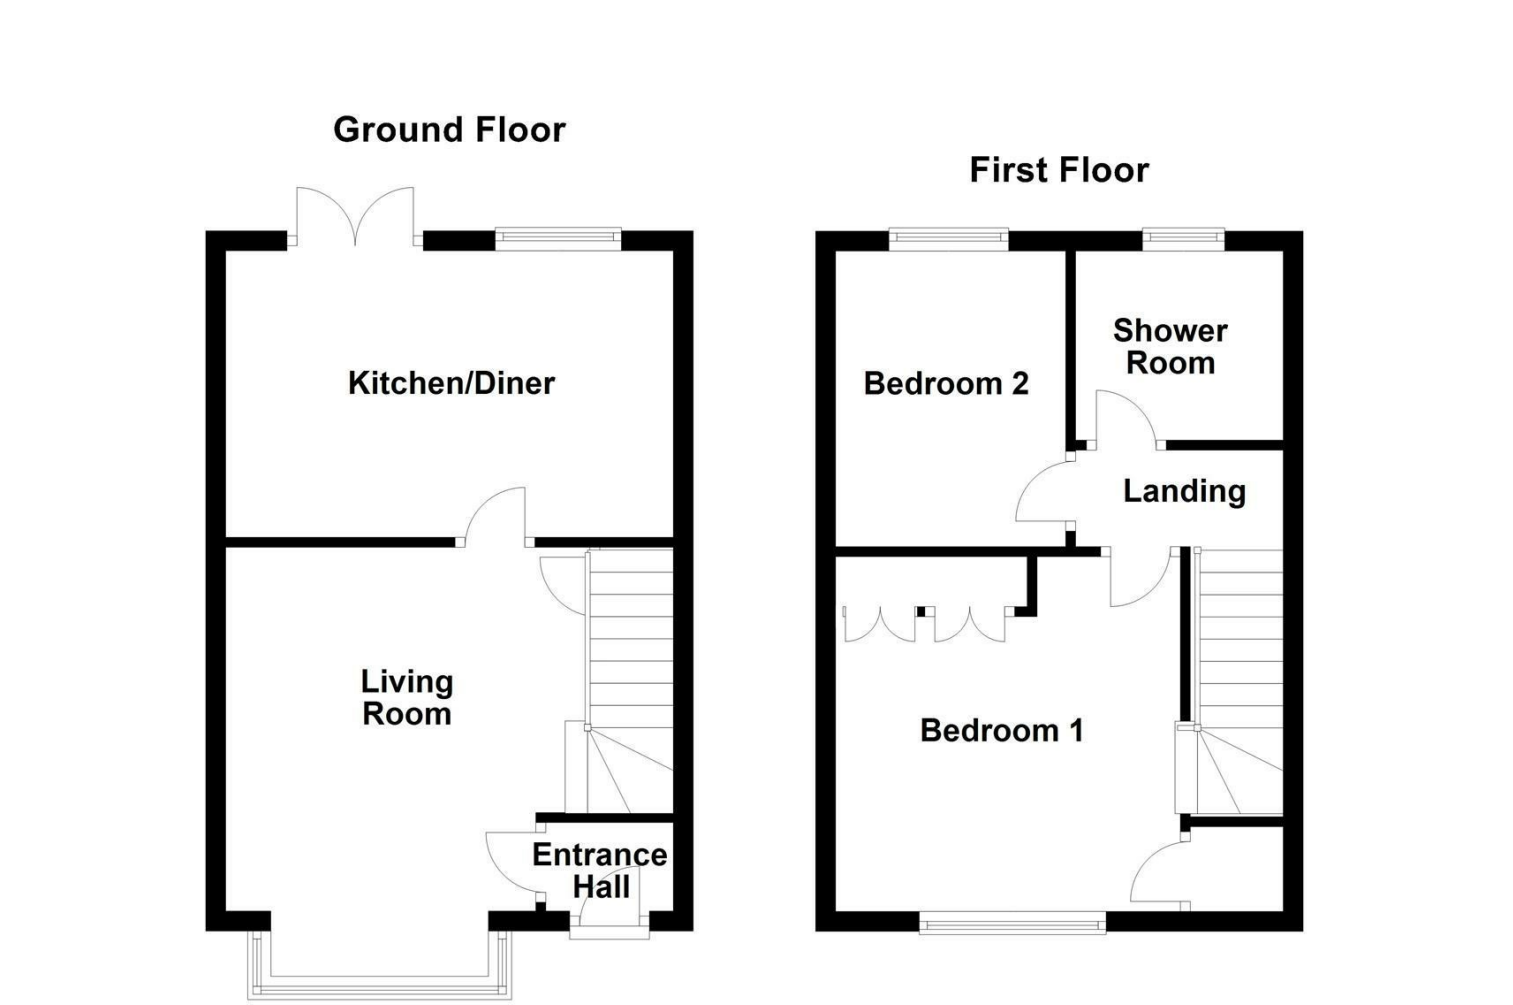 Ground Floor
First Floor
Kitchen/Diner
Living
Room
Entrance
Hall
Bedroom 2
Shower
Room
Landing
Bedroom 1